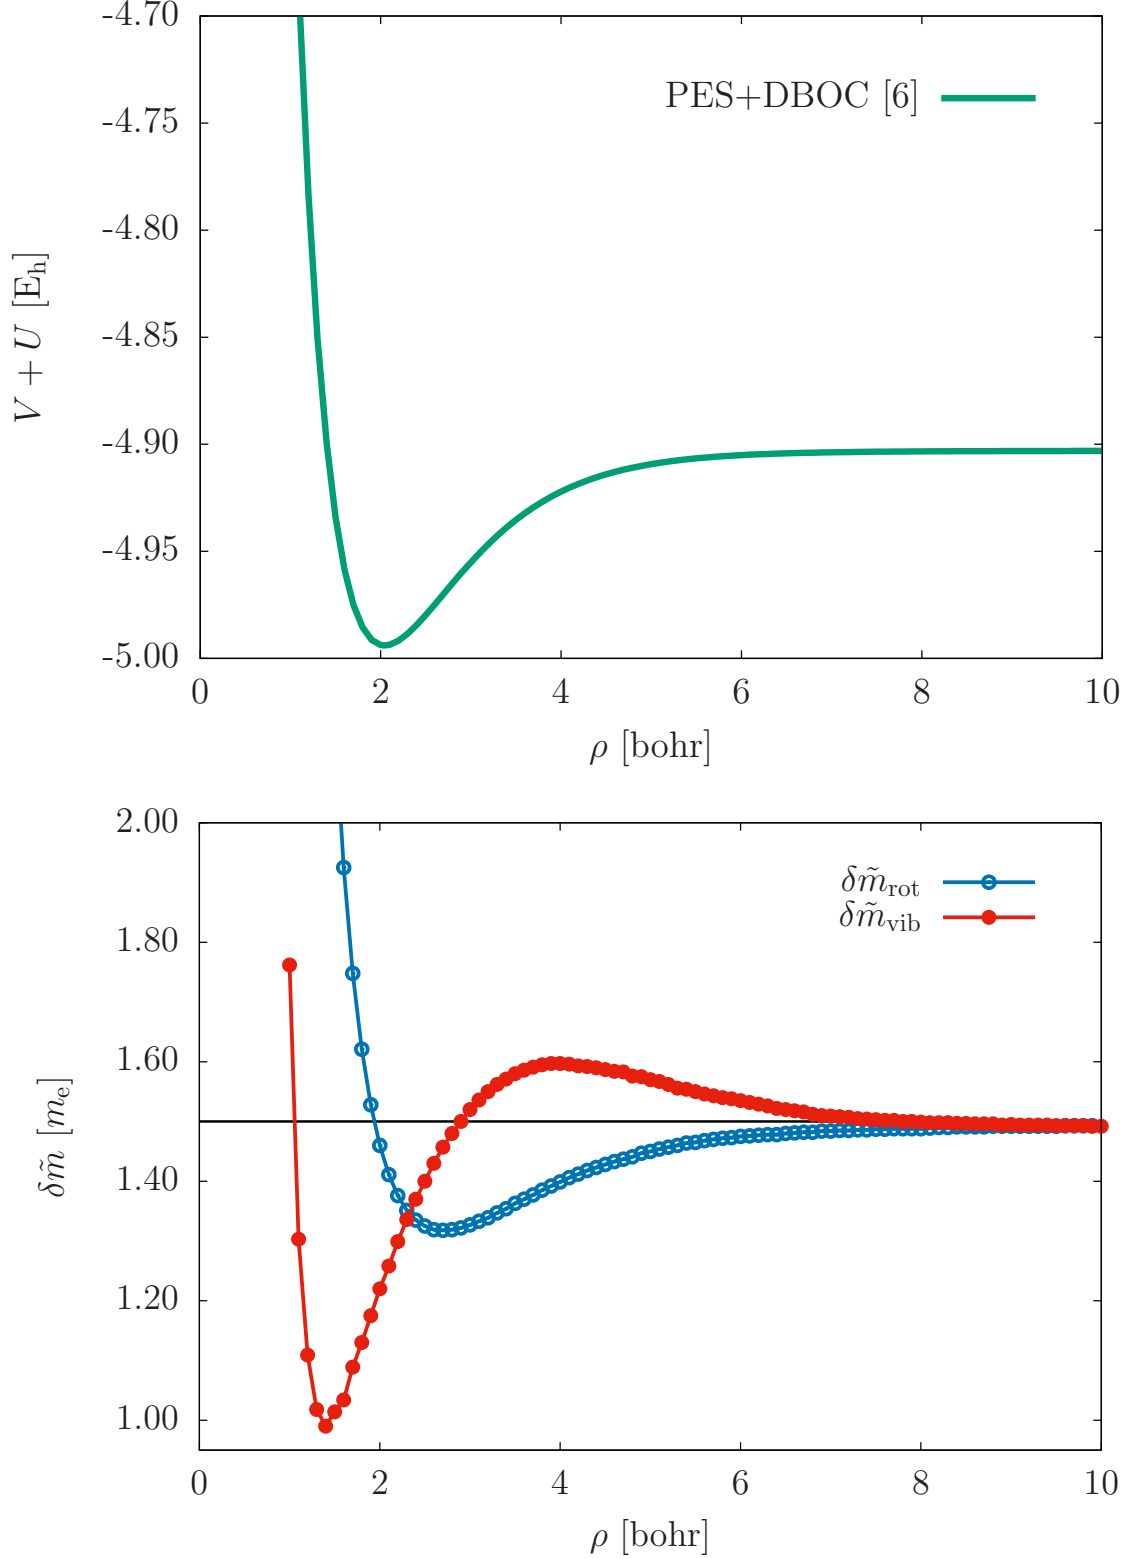 -4.70
PES+DBOC [6]
-4.75
-4.80
V + U [Eₕ]
-4.85
-4.90
-4.95
-5.00
0 2 4 6 8 10
ρ [bohr]
2.00
δm̃rot
δm̃vib
1.80
1.60
δm̃ [mₑ]
1.40
1.20
1.00
0 2 4 6 8 10
ρ [bohr]